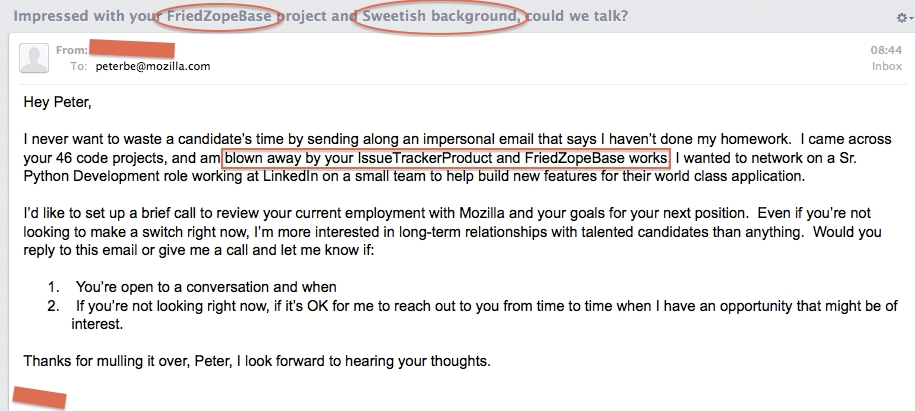 Impressed with your FriedZopeBase project and Sweetish background, could we talk?
From:
08:44
To: peterbe@mozilla.com
Inbox
Hey Peter,
I never want to waste a candidate's time by sending along an impersonal email that says I haven't done my homework. I came across
your 46 code projects, and am blown away by your IssueTrackerProduct and FriedZopeBase works. I wanted to network on a Sr.
Python Development role working at LinkedIn on a small team to help build new features for their world class application.
I'd like to set up a brief call to review your current employment with Mozilla and your goals for your next position. Even if you're not
looking to make a switch right now, I'm more interested in long-term relationships with talented candidates than anything. Would you
reply to this email or give me a call and let me know if:
1. You're open to a conversation and when
2. If you're not looking right now, if it's OK for me to reach out to you from time to time when I have an opportunity that might be of
interest.
Thanks for mulling it over, Peter, I look forward to hearing your thoughts.